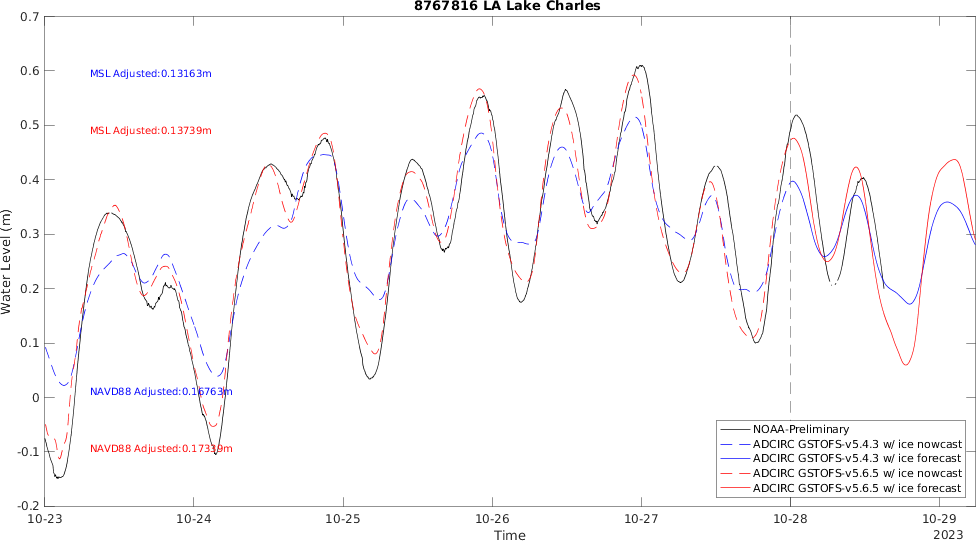 8767816 LA Lake Charles
0.7
0.6
0.5
0.4
0.3
0.2
0.1
0
-0.1
-0.2
Water Level (m)
MSL Adjusted:0.13163m
MSL Adjusted:0.13739m
NAVD88 Adjusted:0.16763m
NAVD88 Adjusted:0.17339m
NOAA-Preliminary
ADCIRC GSTOFS-v5.4.3 w/ ice nowcast
ADCIRC GSTOFS-v5.4.3 w/ ice forecast
ADCIRC GSTOFS-v5.6.5 w/ ice nowcast
ADCIRC GSTOFS-v5.6.5 w/ ice forecast
10-23 10-24 10-25 10-26 10-27 10-28 10-29
2023
Time